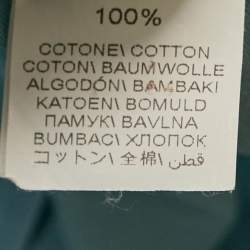 100%
COTONE\ COTTON
COTON\ BAUMWOLLE
ALGODÓN\ BAMBAKI
KATOEN\ BOMULD
ПАМУК\ BAVLNA
BUMBAC\ ХЛОПОК
コットン\ 全棉\ قطن